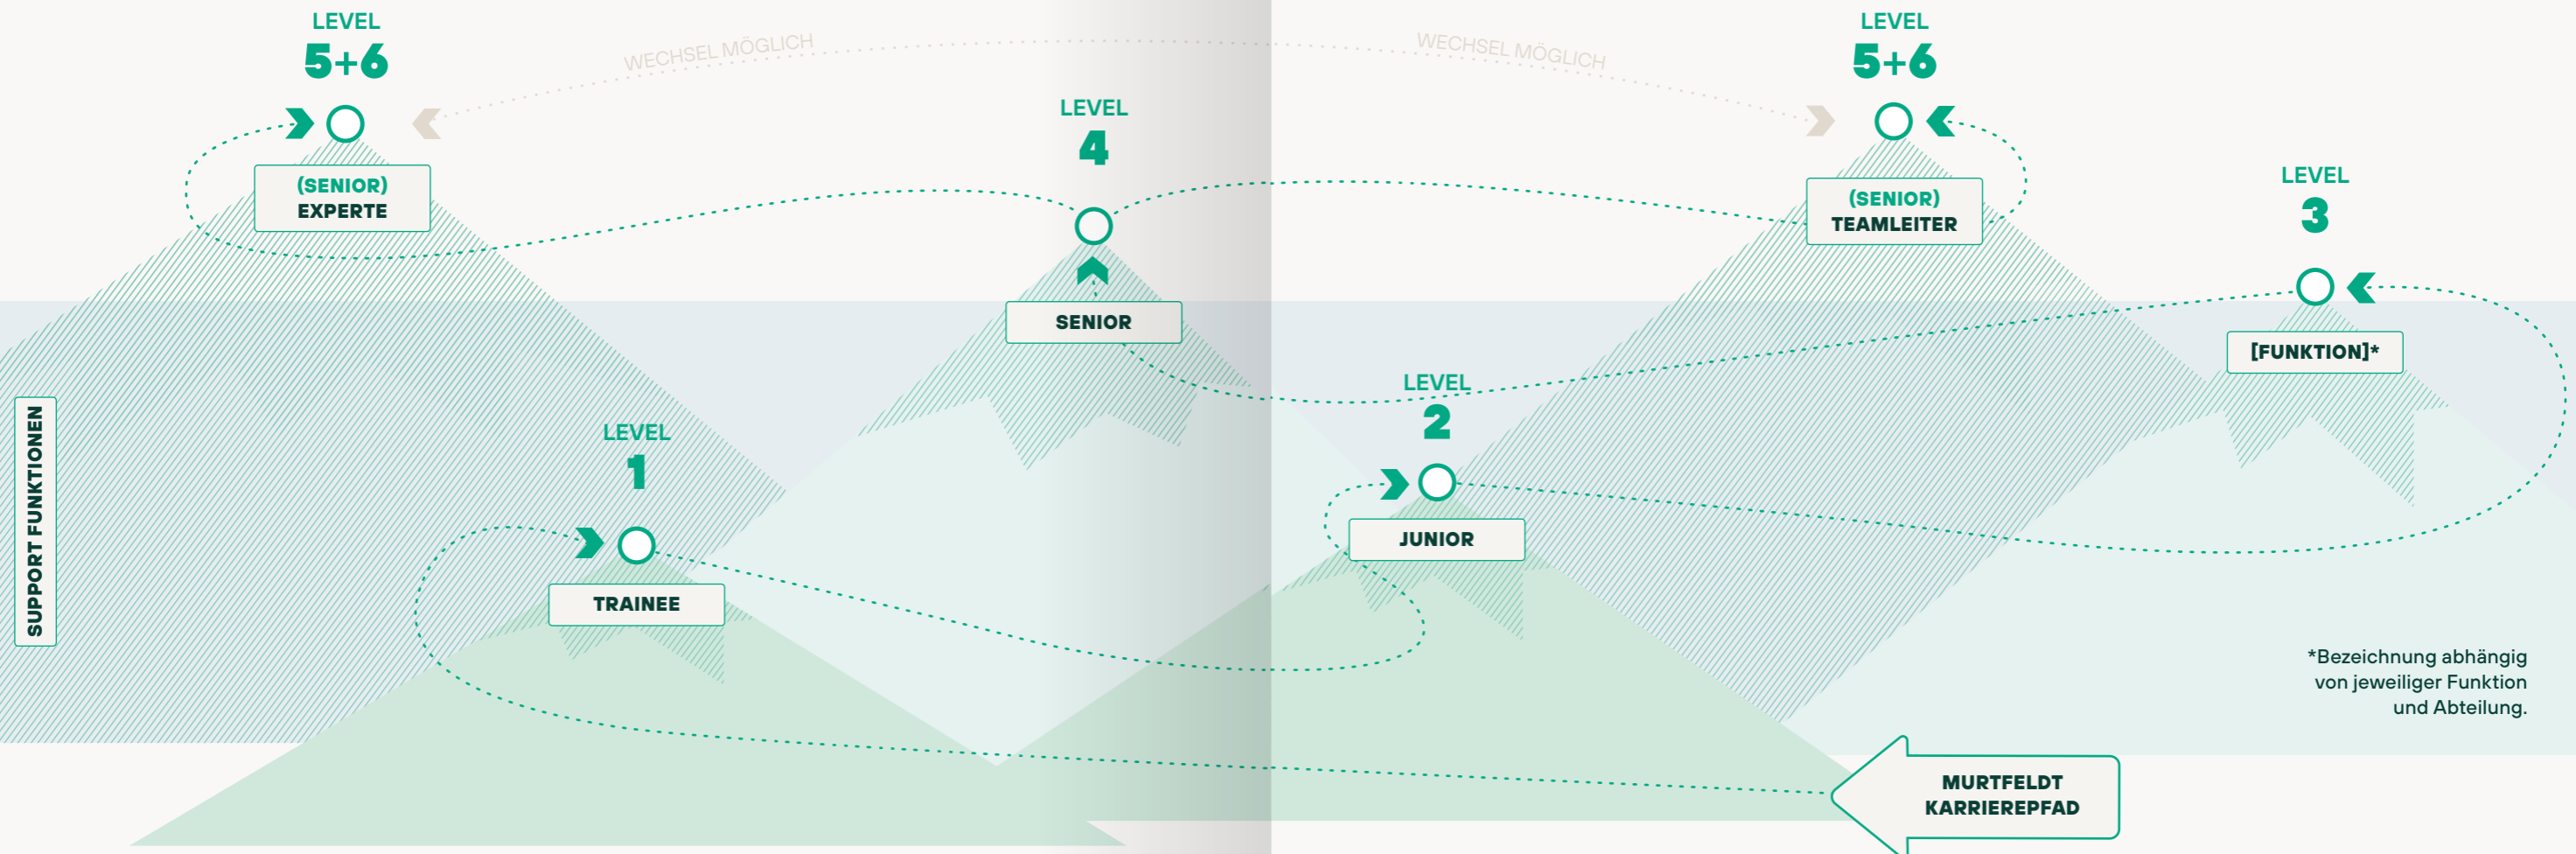 LEVEL
5+6
(SENIOR)
EXPERTE
WECHSEL MÖGLICH
WECHSEL MÖGLICH
LEVEL
5+6
(SENIOR)
TEAMLEITER
LEVEL
4
SENIOR
LEVEL
3
[FUNKTION]*
LEVEL
2
JUNIOR
LEVEL
1
TRAINEE
SUPPORT FUNKTIONEN
*Bezeichnung abhängig
von jeweiliger Funktion
und Abteilung.
MURTFELDT
KARRIEREPFAD